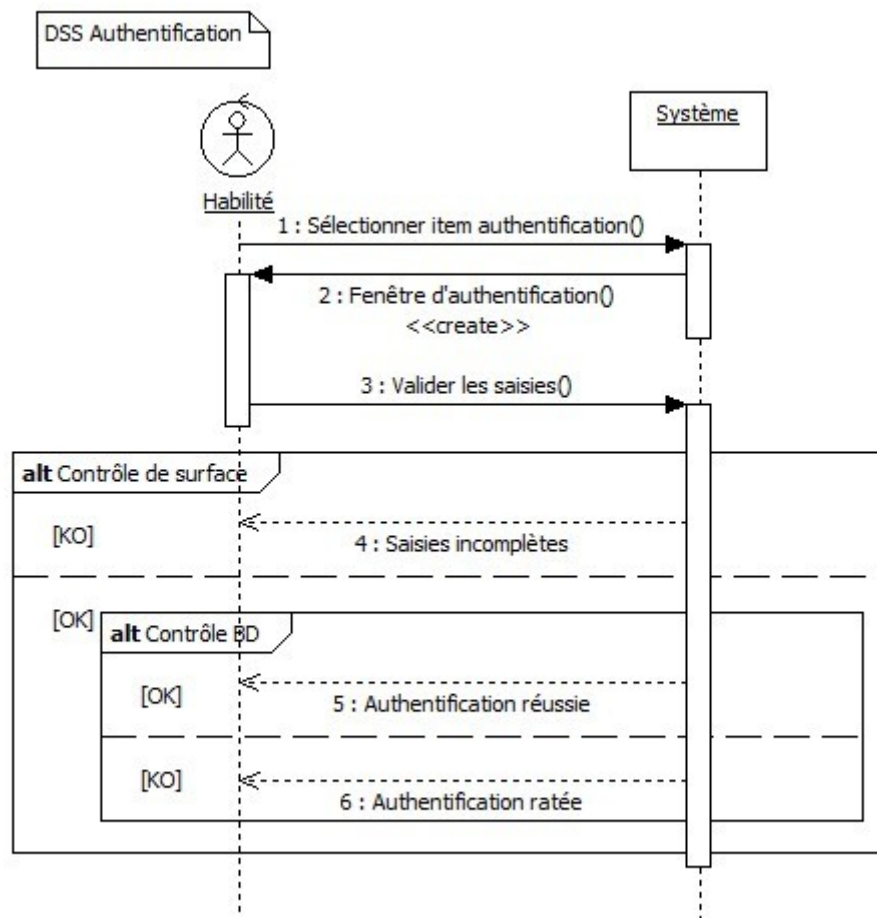 DSS Authentification
Système
Habilité
1 : Sélectionner item authentification()
2 : Fenêtre d'authentification()
<<create>>
3 : Valider les saisies()
alt Contrôle de surface
[KO]
4 : Saisies incomplètes
[OK]
alt Contrôle BD
[OK]
5 : Authentification réussie
[KO]
6 : Authentification ratée